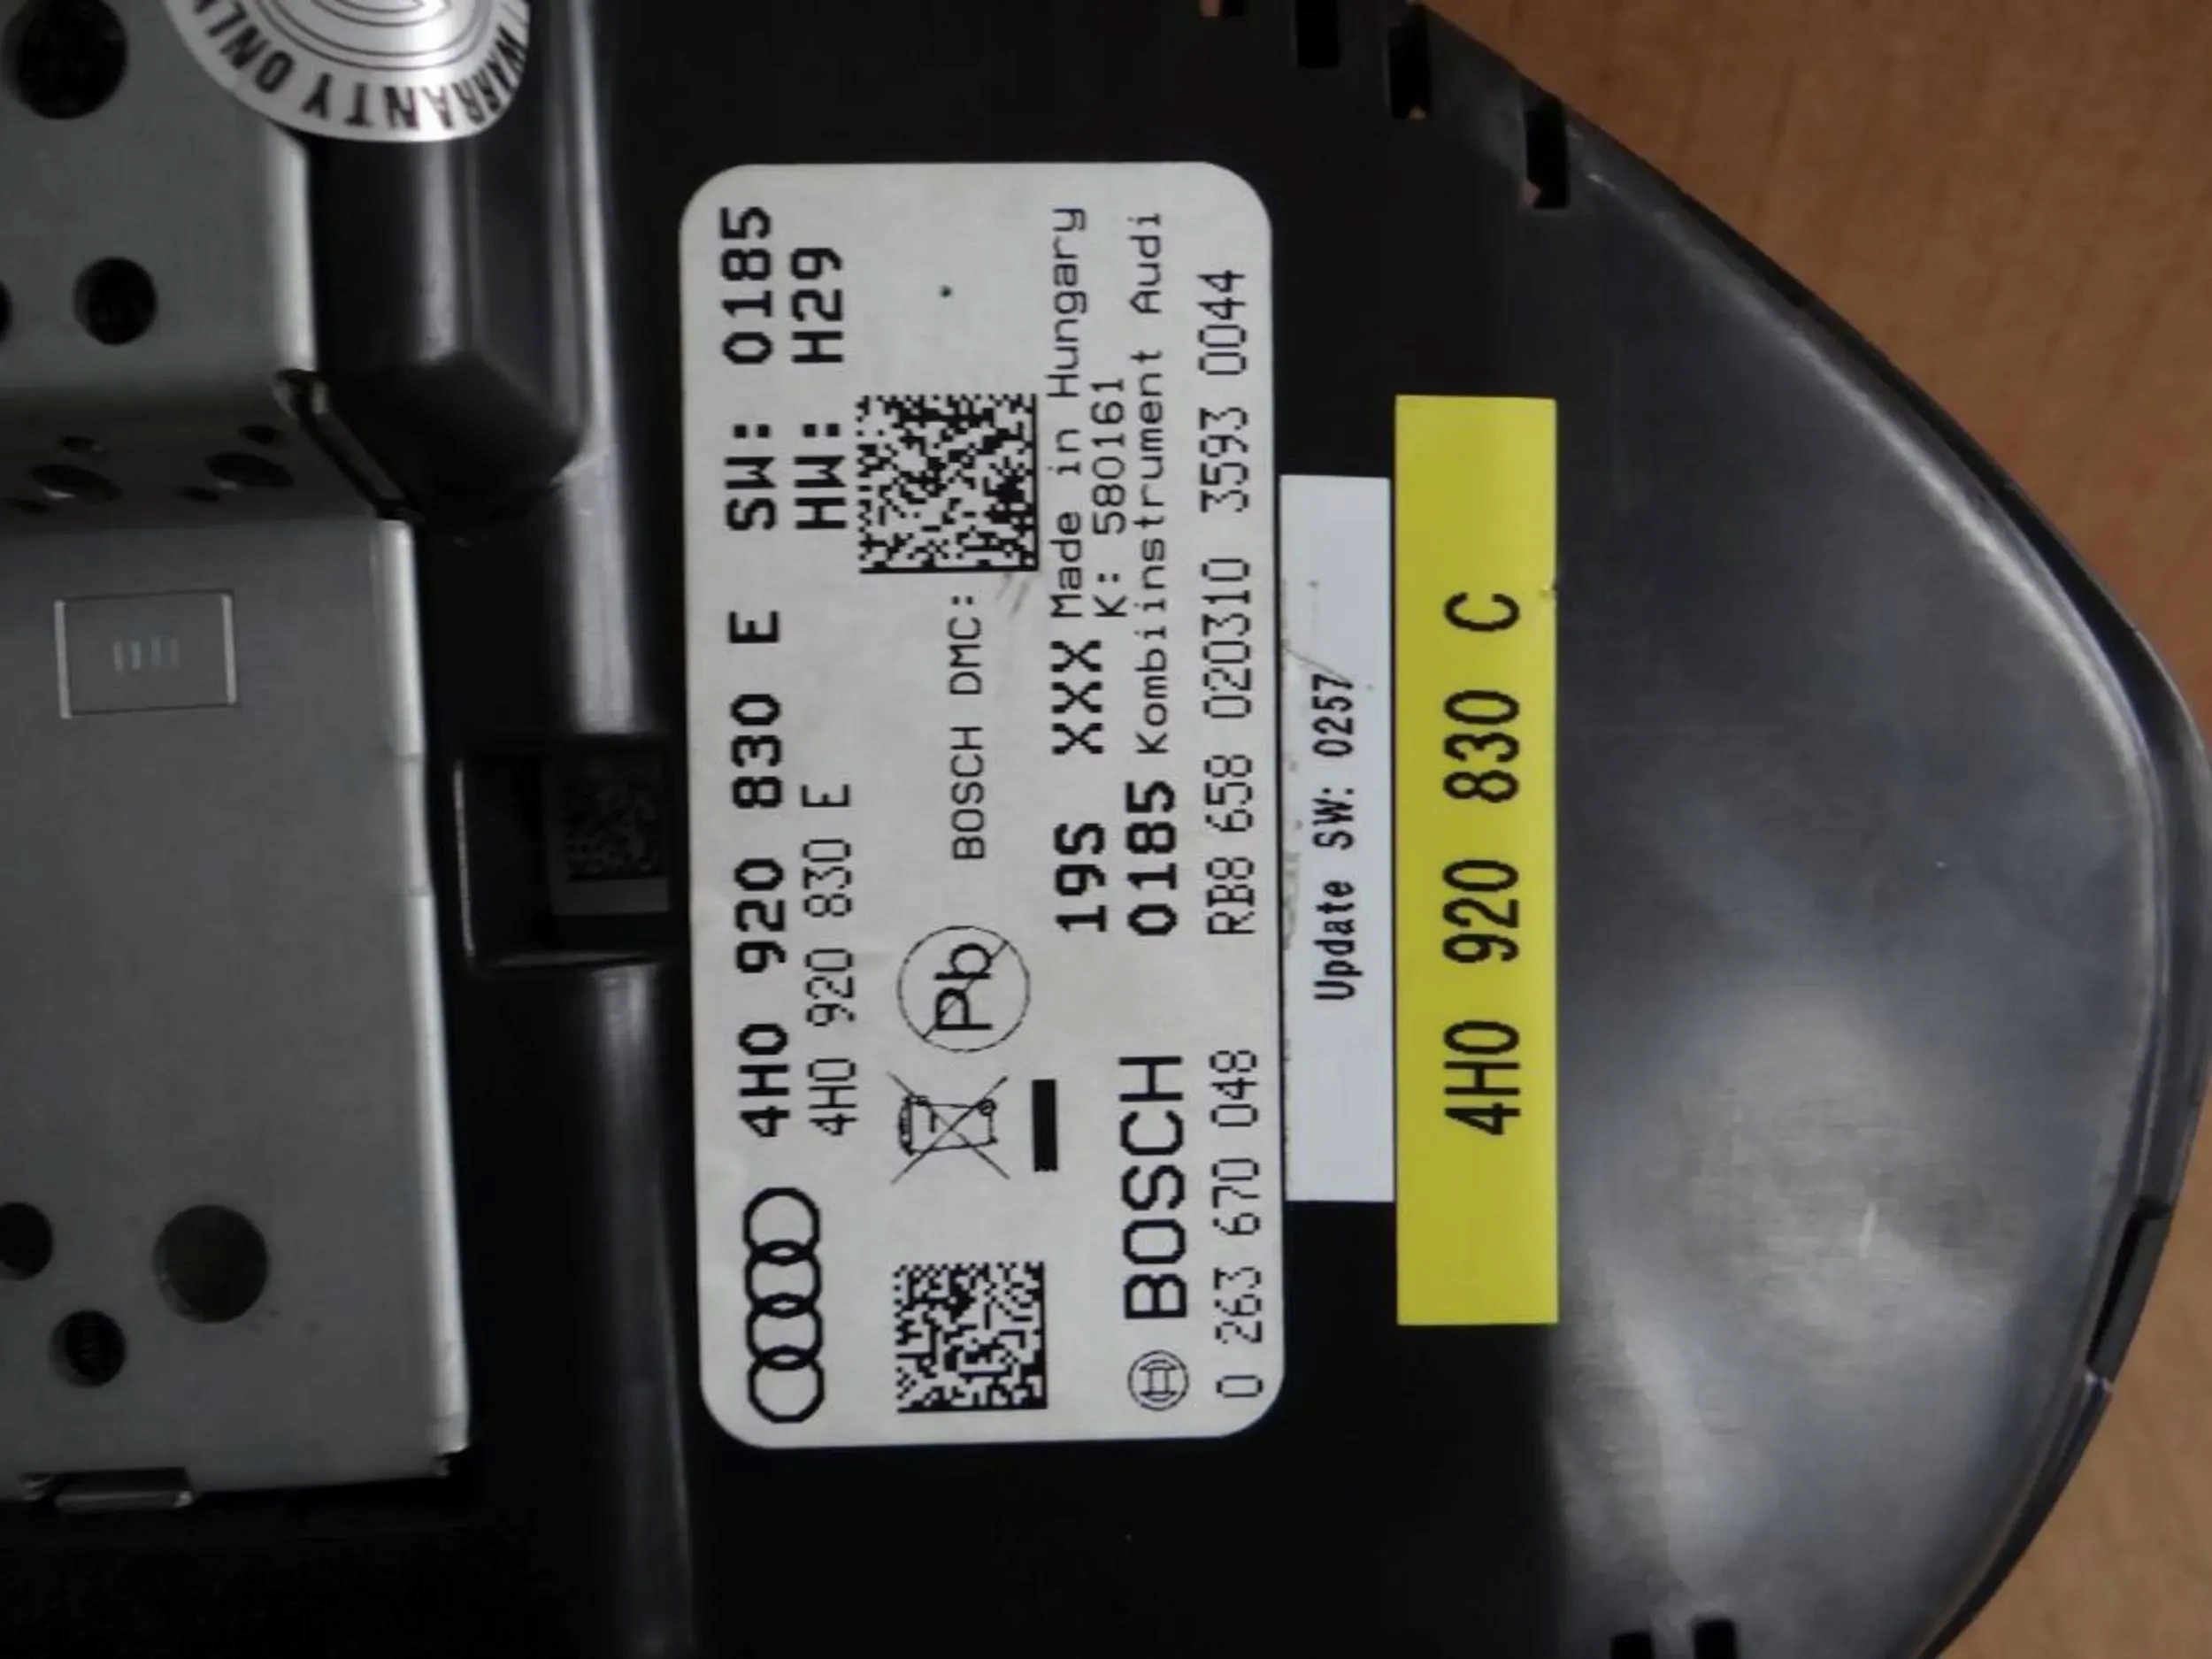 WARRANTY ONLY
4H0 920 830 E SW: 0185
4H0 920 830 E HW: H29
Pb
BOSCH DMC:
19S XXX Made in Hungary
K: 580161
0185 Kombiinstrument Audi
BOSCH
0 263 670 048 RB8 658 020310 3593 0044
Update SW: 0257
4H0 920 830 C